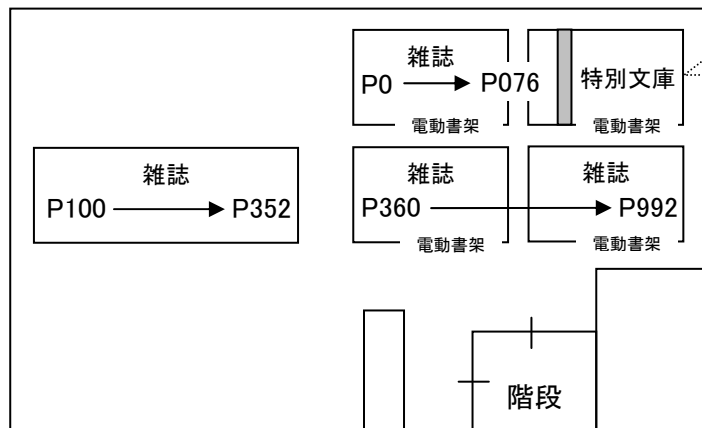 雑誌
P0 P076
電動書架
特別文庫
電動書架
雑誌
P100 P352
雑誌
P360
電動書架
雑誌
P992
電動書架
階段